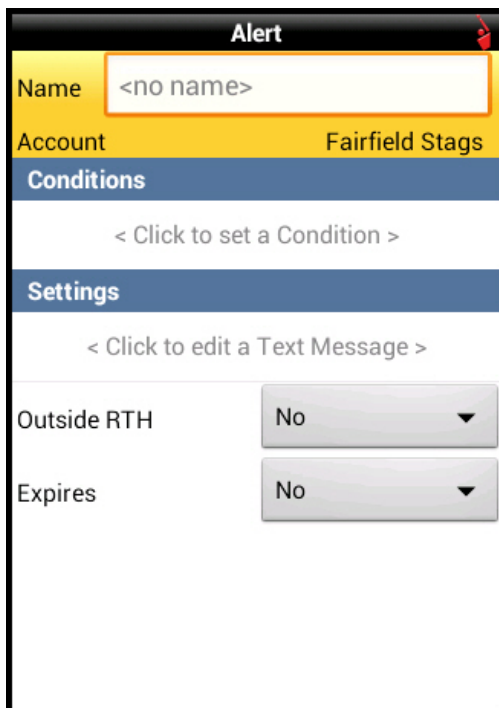 Alert
Name <no name>
Account Fairfield Stags
Conditions
< Click to set a Condition >
Settings
< Click to edit a Text Message >
Outside RTH No
Expires No